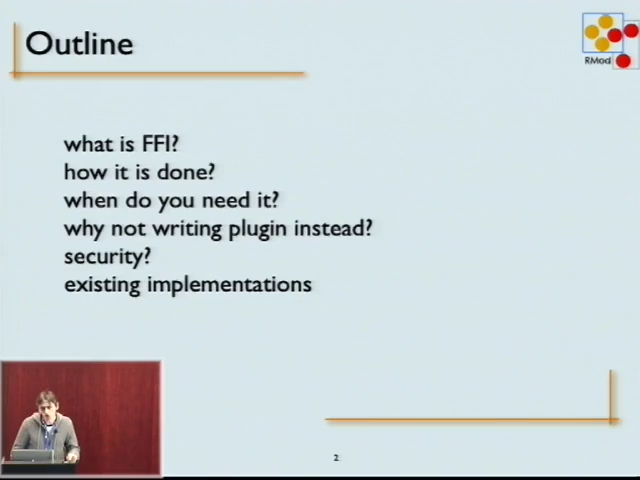 Outline
RMod
what is FFI?
how it is done?
when do you need it?
why not writing plugin instead?
security?
existing implementations
2